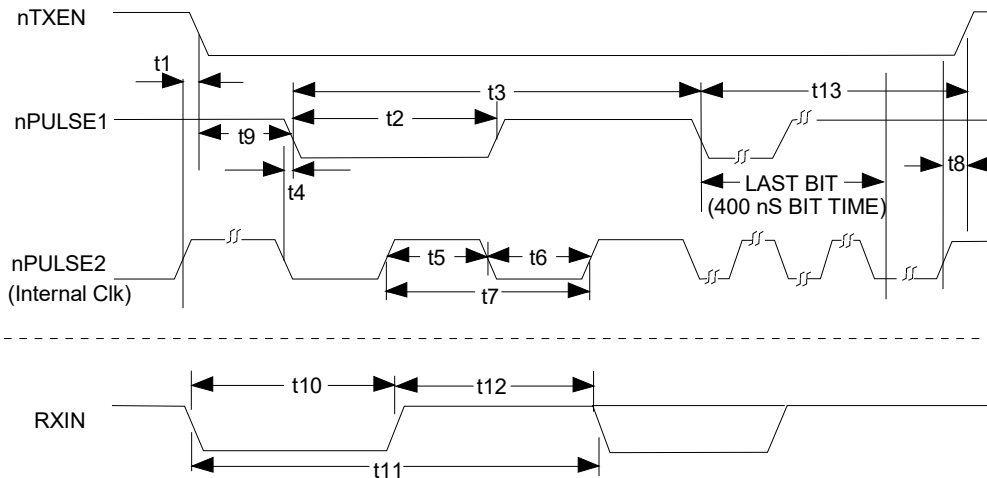 nTXEN
t1
t3
t13
nPULSE1
t2
t9
t4
t8
LAST BIT
(400 nS BIT TIME)
nPULSE2
(Internal Clk)
t5
t6
t7
t10
t12
RXIN
t11